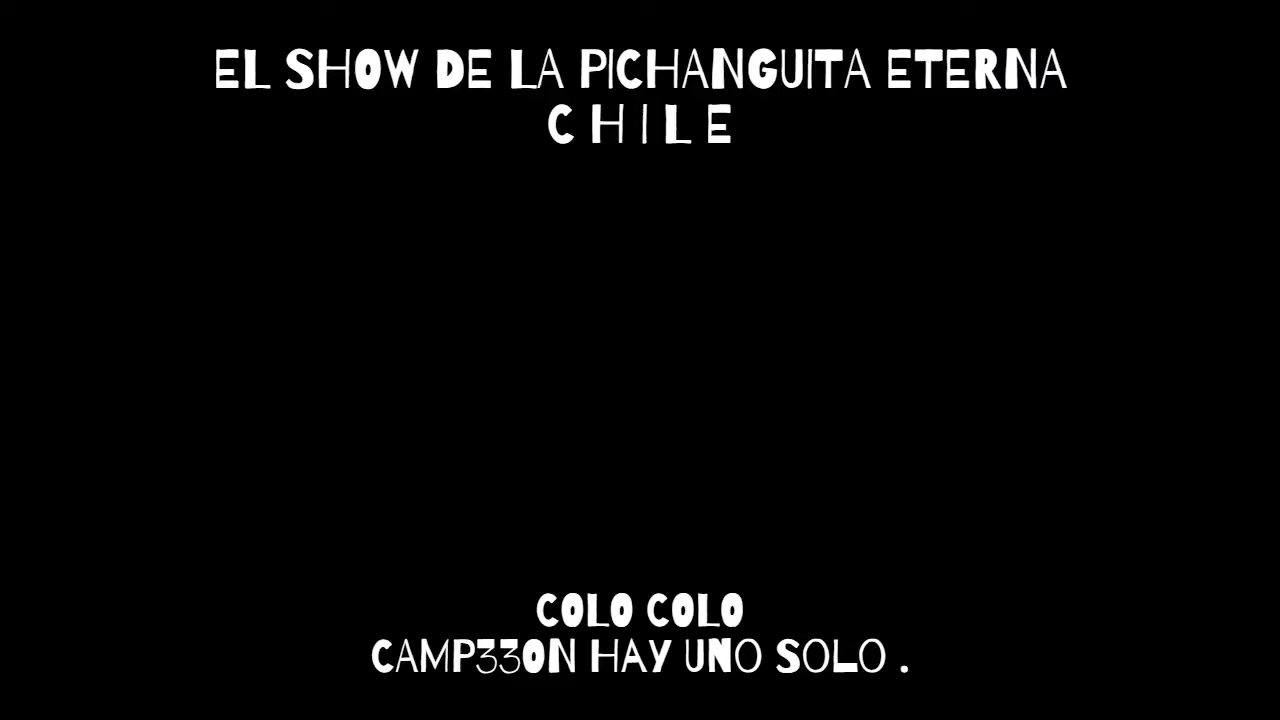 EL SHOW DE LA PICHANGUITA ETERNA
C H I L E
COLO COLO
CAMP33ON HAY UNO SOLO .